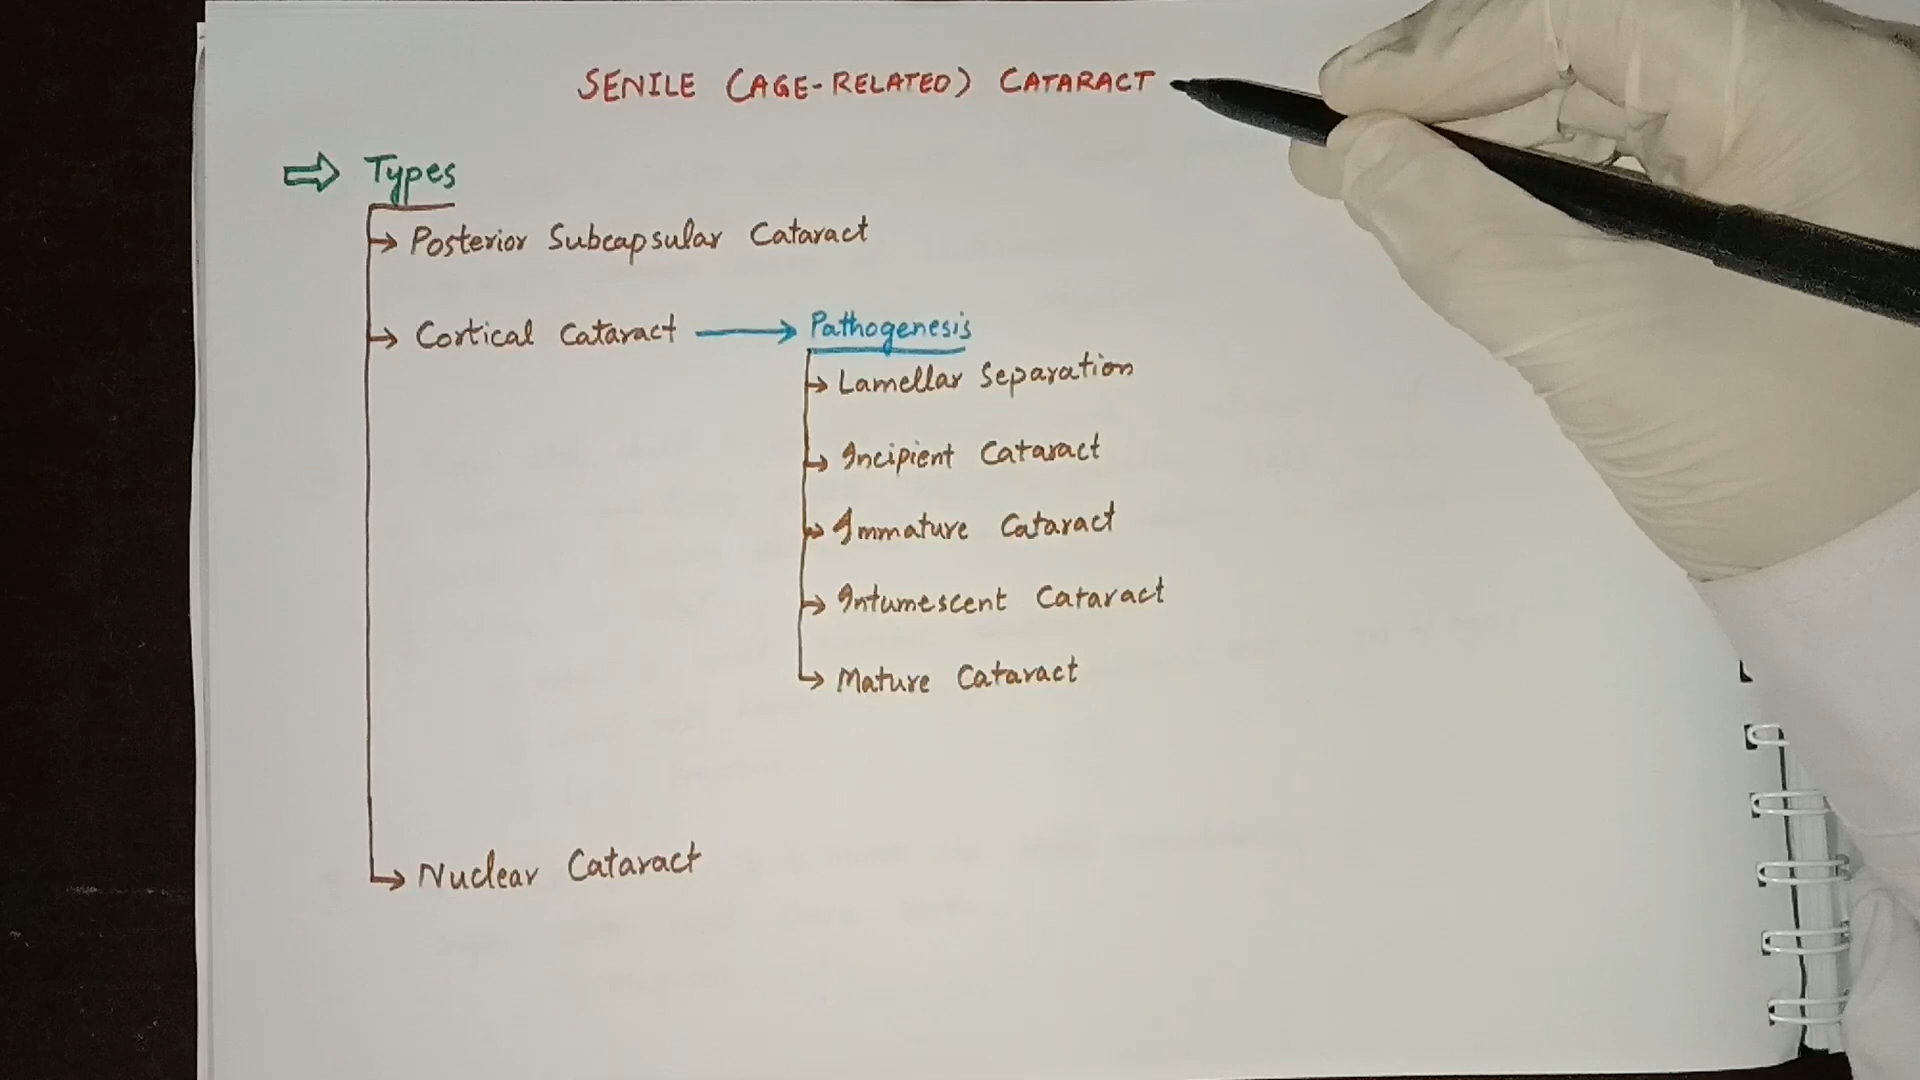 SENILE (AGE-RELATED) CATARACT
Types
Posterior Subcapsular Cataract
Cortical Cataract
Pathogenesis
Lamellar Separation
Incipient Cataract
Immature Cataract
Intumescent Cataract
Mature Cataract
Nuclear Cataract